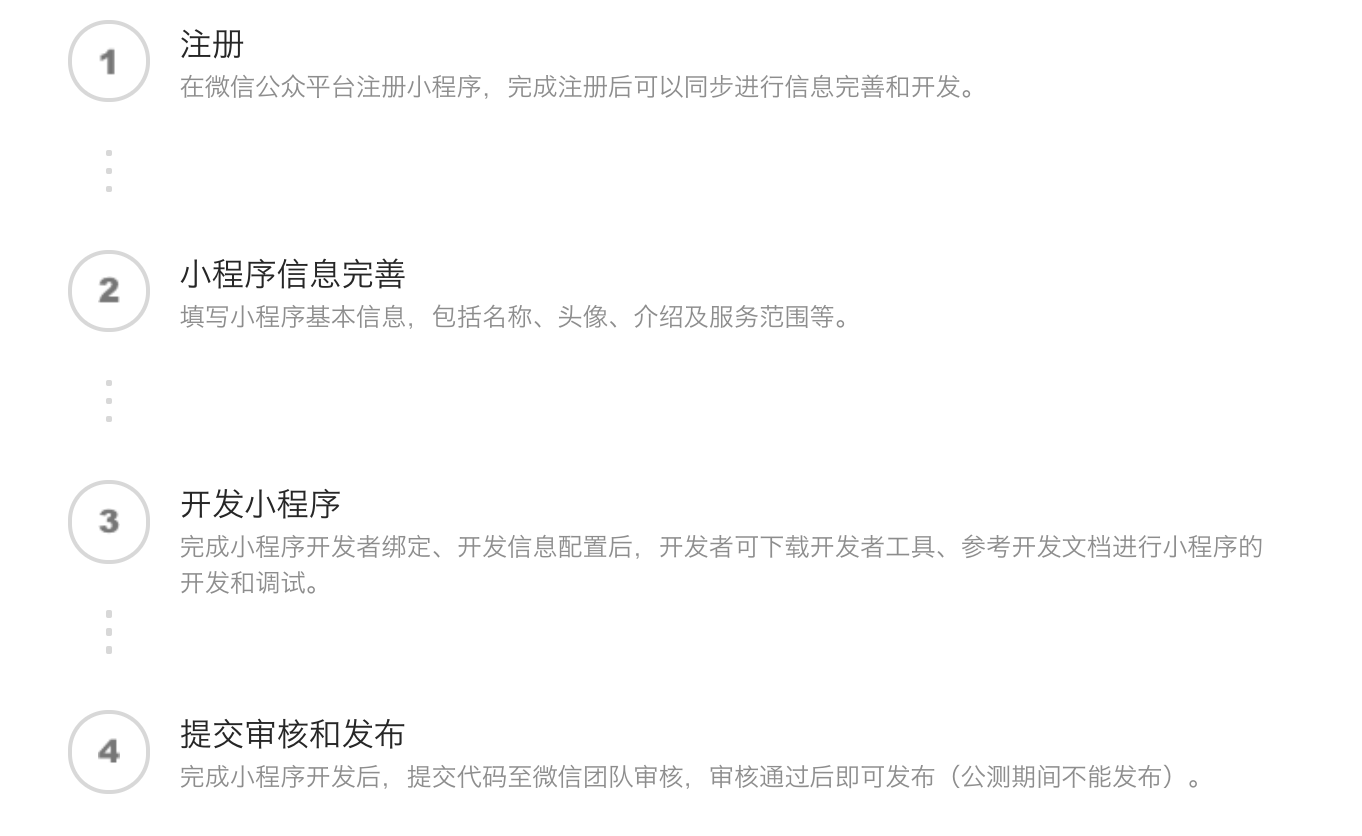 1
注册
在微信公众平台注册小程序，完成注册后可以同步进行信息完善和开发。
2
小程序信息完善
填写小程序基本信息，包括名称、头像、介绍及服务范围等。
3
开发小程序
完成小程序开发者绑定、开发信息配置后，开发者可下载开发者工具、参考开发文档进行小程序的
开发和调试。
4
提交审核和发布
完成小程序开发后，提交代码至微信团队审核，审核通过后即可发布（公测期间不能发布）。